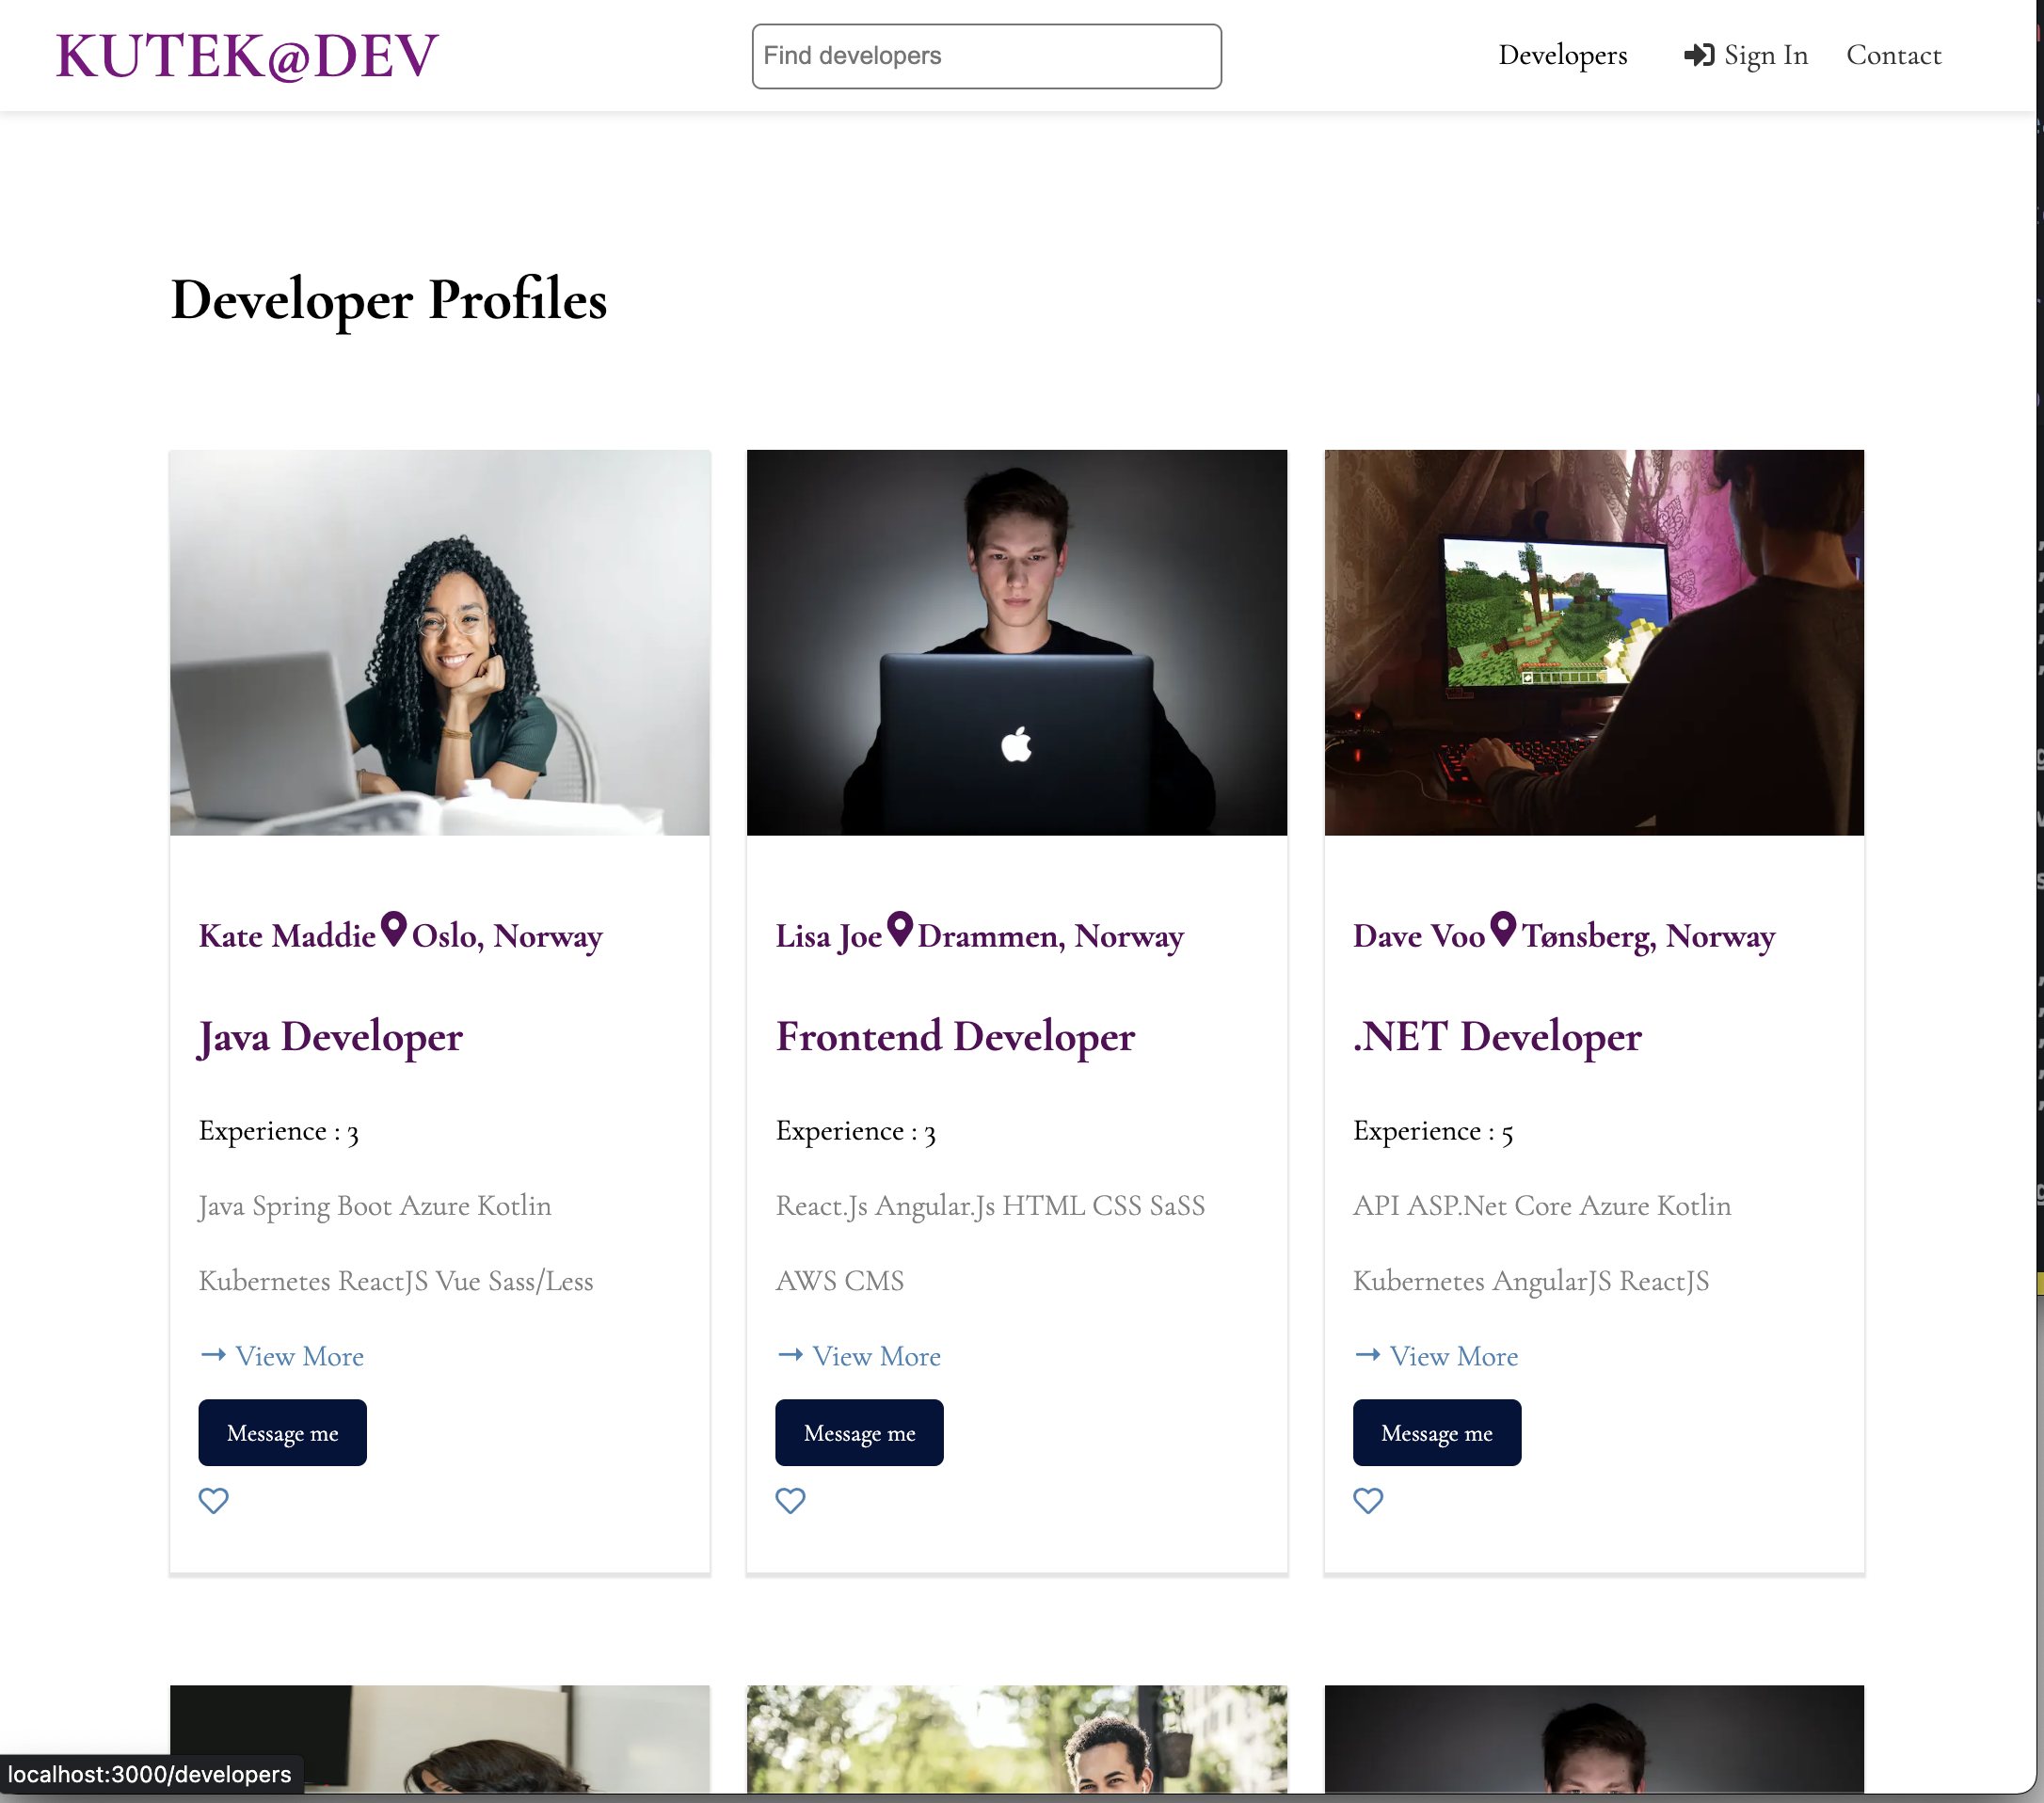 KUTEK@DEV
Find developers
Developers
Sign In
Contact
Developer Profiles
Kate Maddie Oslo, Norway
Java Developer
Experience : 3
Java Spring Boot Azure Kotlin
Kubernetes ReactJS Vue Sass/Less
→ View More
Message me
Lisa Joe Drammen, Norway
Frontend Developer
Experience : 3
React.Js Angular.Js HTML CSS SaSS
AWS CMS
→ View More
Message me
Dave Voo Tønsberg, Norway
.NET Developer
Experience : 5
API ASP.Net Core Azure Kotlin
Kubernetes AngularJS ReactJS
→ View More
Message me
localhost:3000/developers